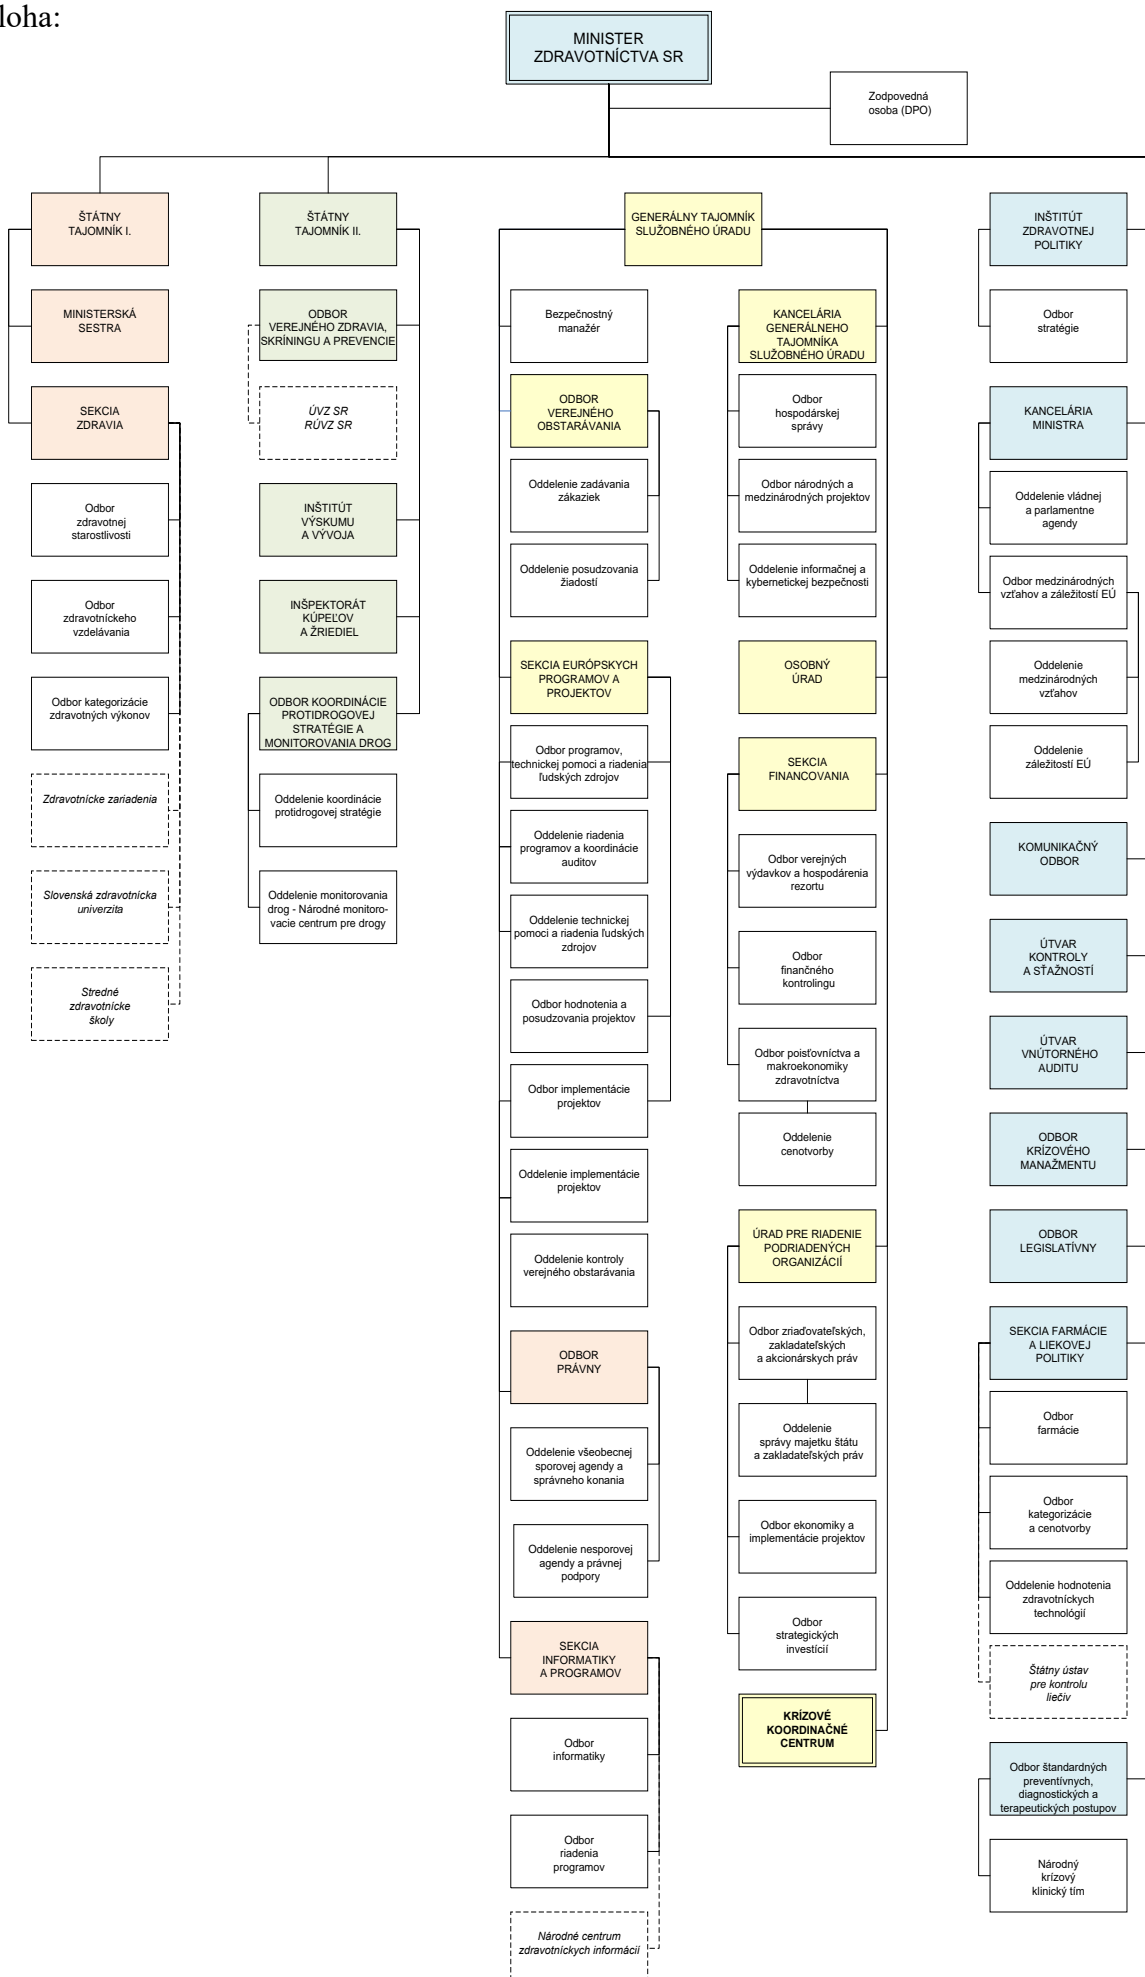 loha:
MINISTER
ZDRAVOTNÍCTVA SR
Zodpovedná
osoba (DPO)
ŠTÁTNY
TAJOMNÍK I.
MINISTERSKÁ
SESTRA
SEKCIA
ZDRAVIA
Odbor
zdravotnej
starostlivosti
Odbor
zdravotníckeho
vzdelávania
Odbor kategorizácie
zdravotných výkonov
Zdravotnícke zariadenia
Slovenská zdravotnícka
univerzita
Stredné
zdravotnícke
školy
ŠTÁTNY
TAJOMNÍK II.
ODBOR
VEREJNÉHO ZDRAVIA,
SKRÍNINGU A PREVENCIE
ÚVZ SR
RÚVZ SR
INŠTITÚT
VÝSKUMU
A VÝVOJA
INŠPEKTORÁT
KÚPEĽOV
A ŽRIEDIEL
ODBOR KOORDINÁCIE
PROTIDROGOVEJ
STRATÉGIE A
MONITOROVANIA DROG
Oddelenie koordinácie
protidrogovej stratégie
Oddelenie monitorovania
drog - Národné monitoro-
vacie centrum pre drogy
GENERÁLNY TAJOMNÍK
SLUŽOBNÉHO ÚRADU
Bezpečnostný
manažér
ODBOR
VEREJNÉHO
OBSTARÁVANIA
Oddelenie zadávania
zákaziek
Oddelenie posudzovania
žiadostí
SEKCIA EURÓPSKYCH
PROGRAMOV A
PROJEKTOV
Odbor programov,
technickej pomoci a riadenia
ľudských zdrojov
Oddelenie riadenia
programov a koordinácie
auditov
Oddelenie technickej
pomoci a riadenia ľudských
zdrojov
Odbor hodnotenia a
posudzovania projektov
Odbor implementácie
projektov
Oddelenie implementácie
projektov
Oddelenie kontroly
verejného obstarávania
ODBOR
PRÁVNY
Oddelenie všeobecnej
sporovej agendy a
správneho konania
Oddelenie nesporovej
agendy a právnej
podpory
SEKCIA
INFORMATIKY
A PROGRAMOV
Odbor
informatiky
Odbor
riadenia
programov
Národné centrum
zdravotníckych informácií
KANCELÁRIA
GENERÁLNEHO
TAJOMNÍKA
SLUŽOBNÉHO ÚRADU
Odbor
hospodárskej
správy
Odbor národných a
medzinárodných projektov
Oddelenie informačnej a
kybernetickej bezpečnosti
OSOBNÝ
ÚRAD
SEKCIA
FINANCOVANIA
Odbor verejných
výdavkov a hospodárenia
rezortu
Odbor
finančného
kontrolingu
Odbor poisťovníctva a
makroekonomiky
zdravotníctva
Oddelenie
cenotvorby
ÚRAD PRE RIADENIE
PODRIADENÝCH
ORGANIZÁCIÍ
Odbor zriaďovateľských,
zakladateľských
a akcionárskych práv
Oddelenie
správy majetku štátu
a zakladateľských práv
Odbor ekonomiky a
implementácie projektov
Odbor
strategických
investícií
KRÍZOVÉ
KOORDINAČNÉ
CENTRUM
INŠTITÚT
ZDRAVOTNEJ
POLITIKY
Odbor
stratégie
KANCELÁRIA
MINISTRA
Oddelenie vládnej
a parlamentne
agendy
Odbor medzinárodných
vzťahov a záležitostí EÚ
Oddelenie
medzinárodných
vzťahov
Oddelenie
záležitostí EÚ
KOMUNIKAČNÝ
ODBOR
ÚTVAR
KONTROLY
A SŤAŽNOSTÍ
ÚTVAR
VNÚTORNÉHO
AUDITU
ODBOR
KRÍZOVÉHO
MANAŽMENTU
ODBOR
LEGISLATÍVNY
SEKCIA FARMÁCIE
A LIEKOVEJ
POLITIKY
Odbor
farmácie
Odbor
kategorizácie
a cenotvorby
Oddelenie hodnotenia
zdravotníckych
technológií
Štátny ústav
pre kontrolu
liečiv
Odbor štandardných
preventívnych,
diagnostických a
terapeutických postupov
Národný
krízový
klinický tím